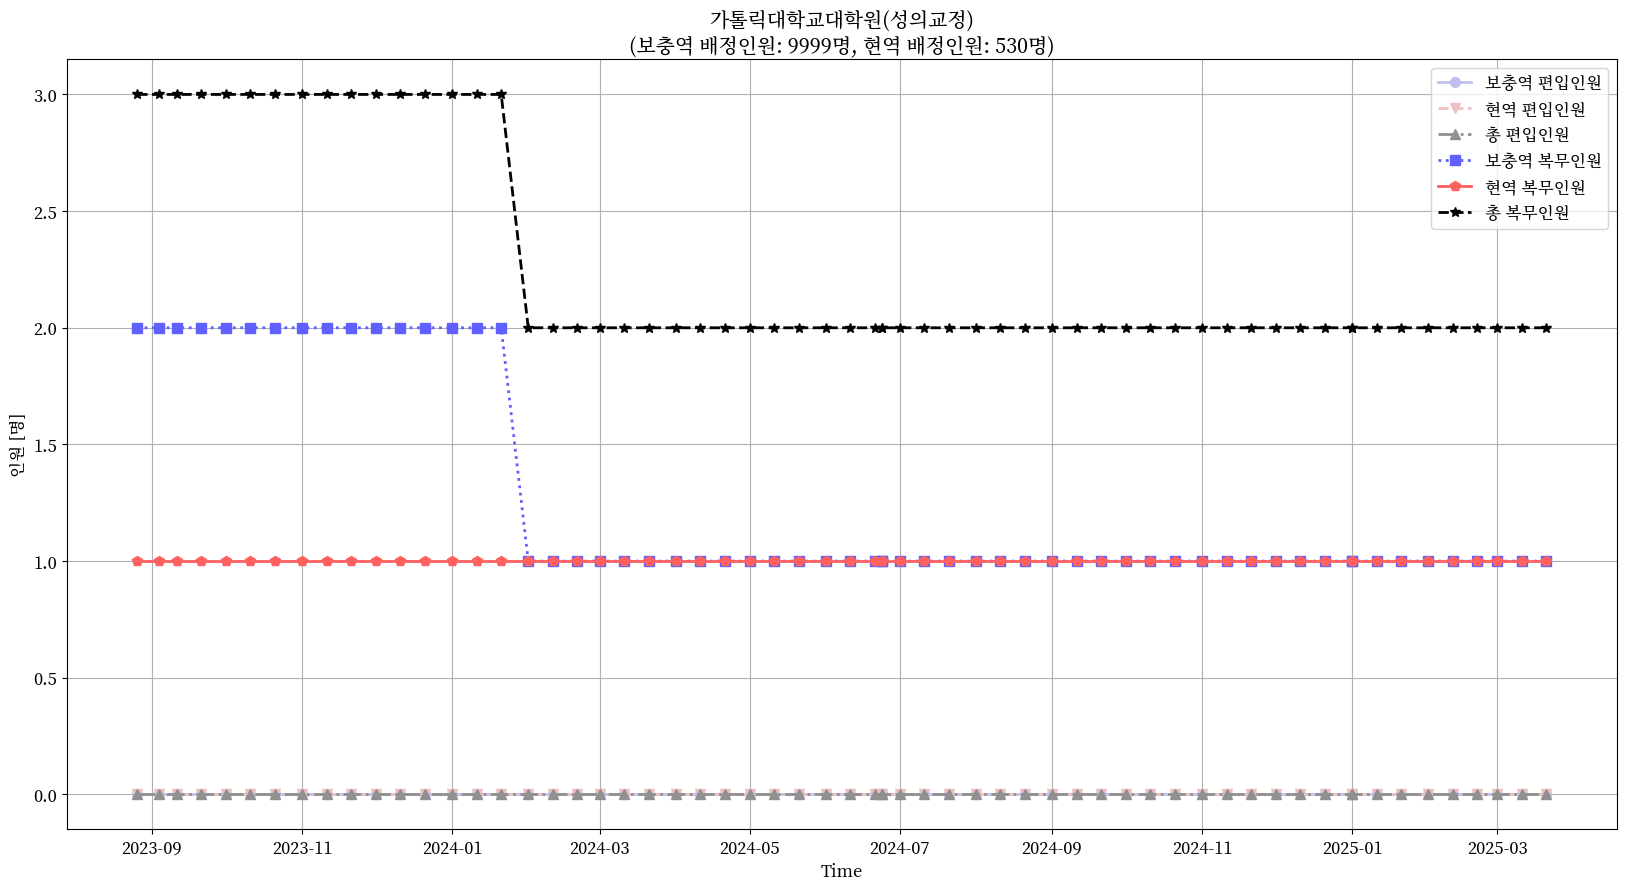 가톨릭대학교대학원(성의교정)
(보충역 배정인원: 9999명, 현역 배정인원: 530명)
보충역 편입인원
현역 편입인원
총 편입인원
보충역 복무인원
현역 복무인원
총 복무인원
인원 [명]
3.0
2.5
2.0
1.5
1.0
0.5
0.0
2023-09
2023-11
2024-01
2024-03
2024-05
2024-07
2024-09
2024-11
2025-01
2025-03
Time